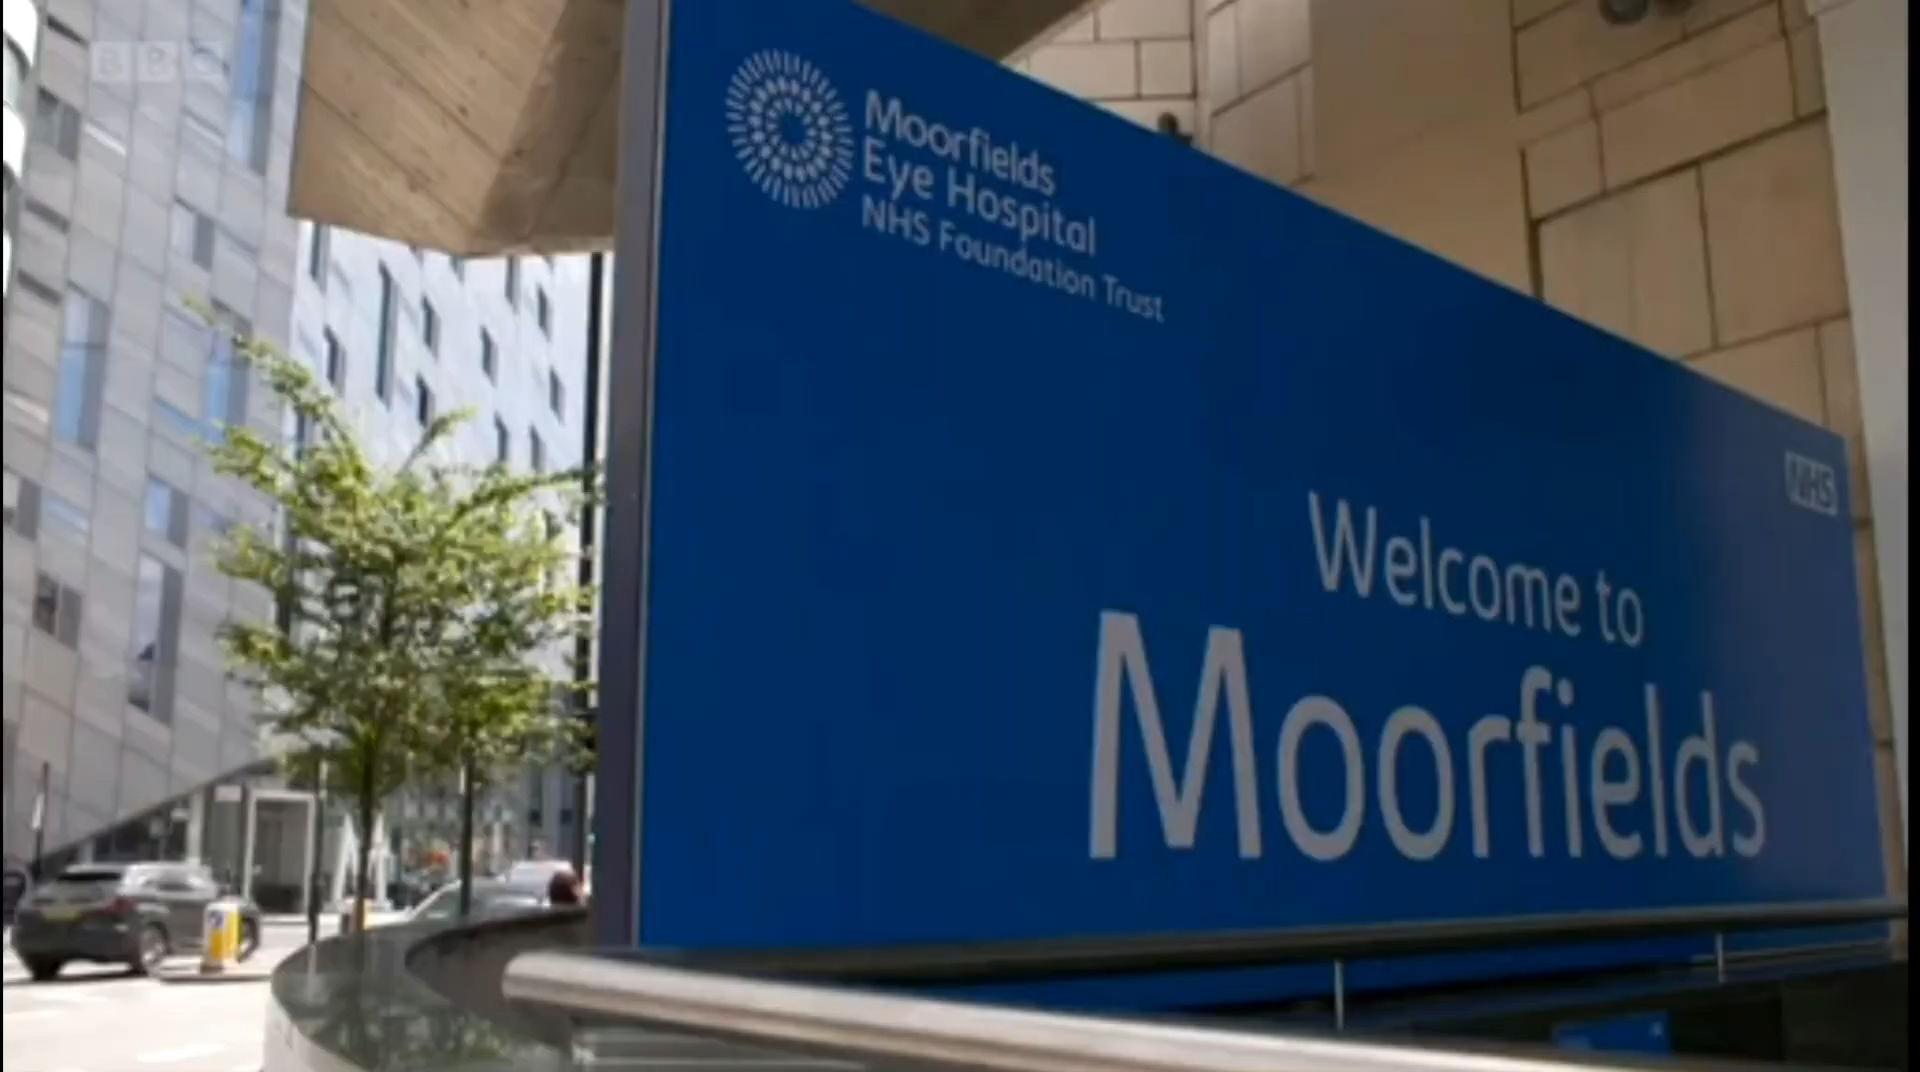 BBC
Moorfields
Eye Hospital
NHS Foundation Trust
NHS
Welcome to
Moorfields